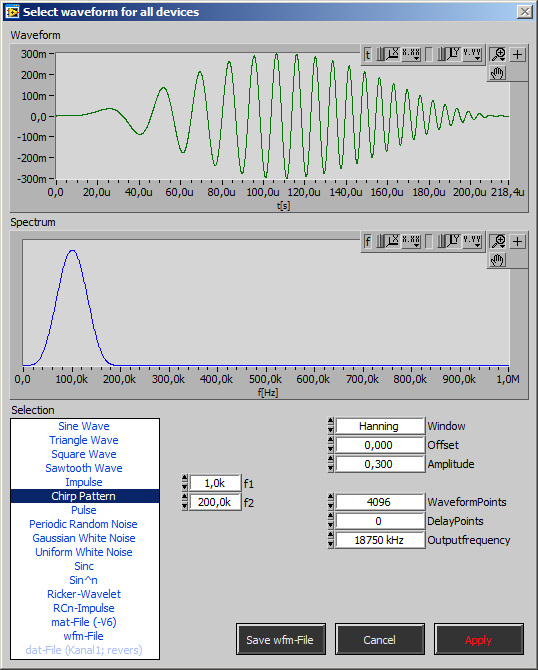 Select waveform for all devices
Waveform
t X X.XX Y Y.YY
300m
200m
100m
0,0
-100m
-200m
-300m
0,0 20,0u 40,0u 60,0u 80,0u 100,0u 120,0u 140,0u 160,0u 180,0u 200,0u 218,4u
t[s]
Spectrum
f X X.XX Y Y.YY
0,0 100,0k 200,0k 300,0k 400,0k 500,0k 600,0k 700,0k 800,0k 900,0k 1,0M
f[Hz]
Selection
Sine Wave
Triangle Wave
Square Wave
Sawtooth Wave
Impulse
Chirp Pattern
Pulse
Periodic Random Noise
Gaussian White Noise
Uniform White Noise
Sinc
Sin^n
Ricker-Wavelet
RCn-Impulse
mat-File (-V6)
wfm-File
dat-File (Kanal1; revers)
1,0k f1
200,0k f2
Hanning Window
0,000 Offset
0,300 Amplitude
4096 WaveformPoints
0 DelayPoints
18750 kHz Outputfrequency
Save wfm-File Cancel Apply